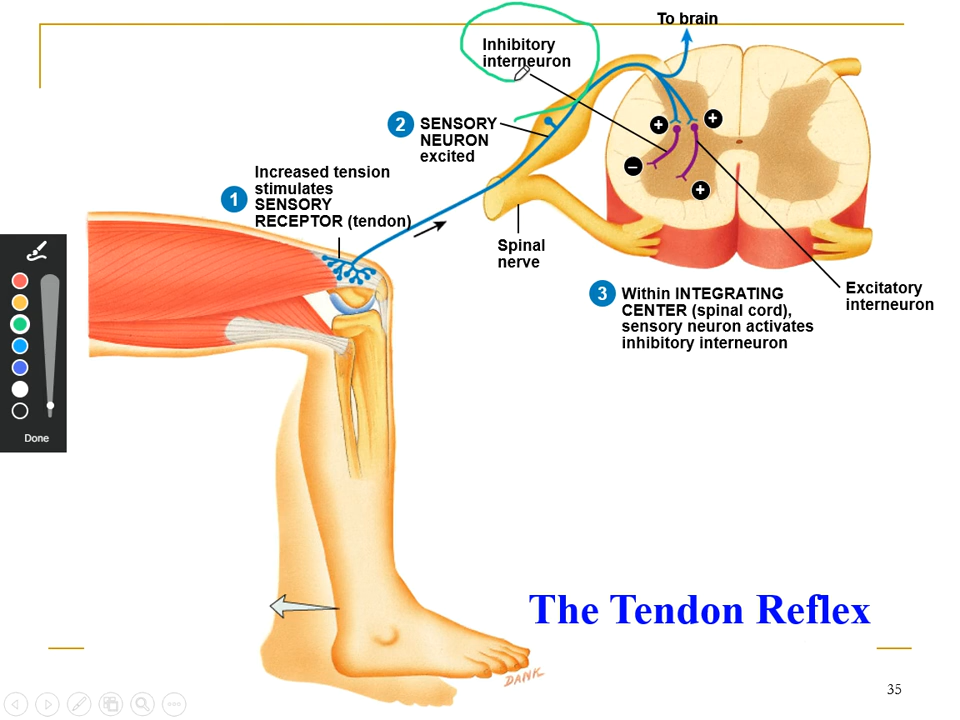 To brain
Inhibitory
interneuron
+
+
2 SENSORY
NEURON
excited
−
+
Increased tension
stimulates
1 SENSORY
RECEPTOR (tendon)
Spinal
nerve
3 Within INTEGRATING
CENTER (spinal cord),
sensory neuron activates
inhibitory interneuron
Excitatory
interneuron
Done
The Tendon Reflex
DANK
35